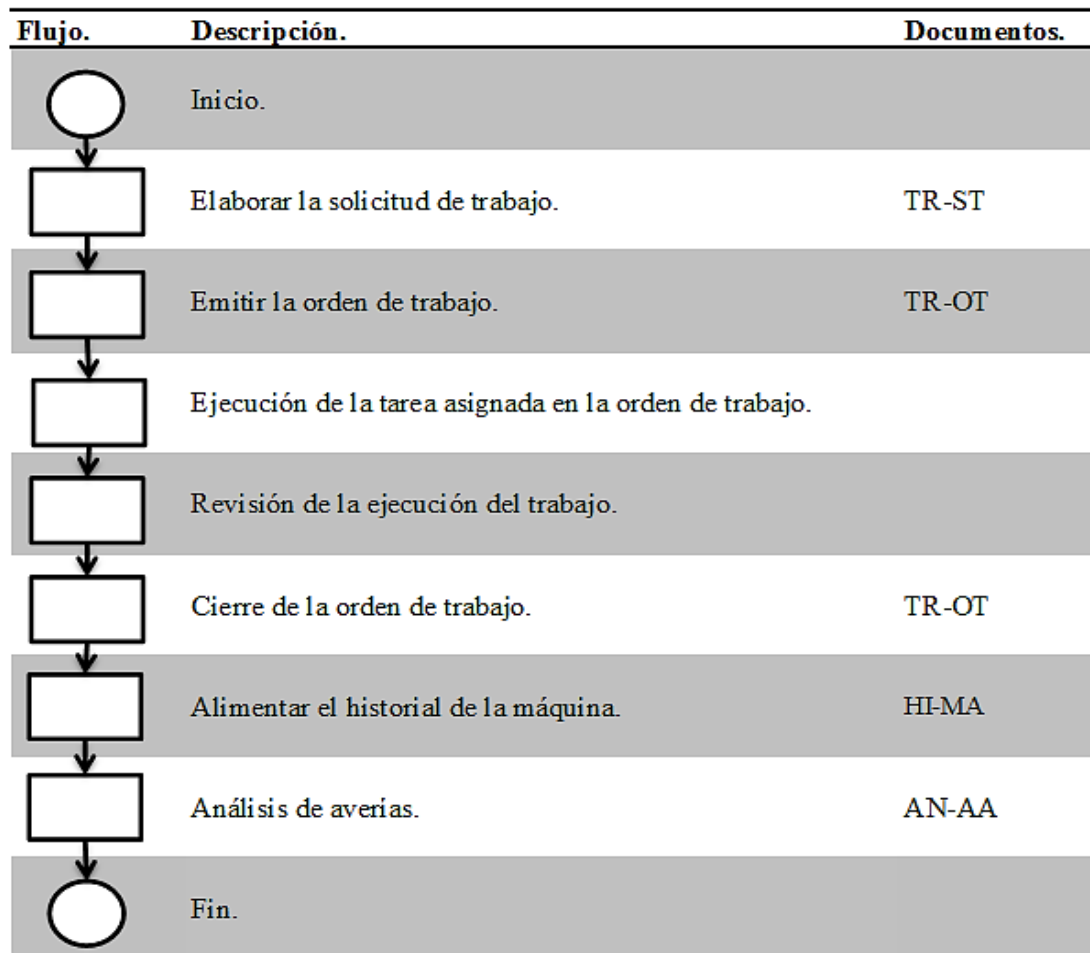 Flujo. Descripción. Documentos.
Inicio.
Elaborar la solicitud de trabajo. TR-ST
Emitir la orden de trabajo. TR-OT
Ejecución de la tarea asignada en la orden de trabajo.
Revisión de la ejecución del trabajo.
Cierre de la orden de trabajo. TR-OT
Alimentar el historial de la máquina. HI-MA
Análisis de averías. AN-AA
Fin.